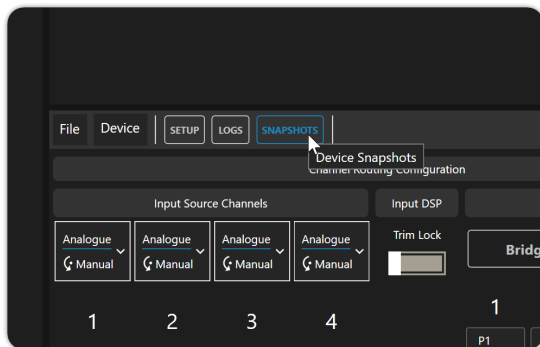 File Device SETUP LOGS SNAPSHOTS
Device Snapshots
Channel Routing Configuration
Input Source Channels Input DSP
Analogue Analogue Analogue Analogue Trim Lock
Manual Manual Manual Manual
Bridg
1 2 3 4 1
P1